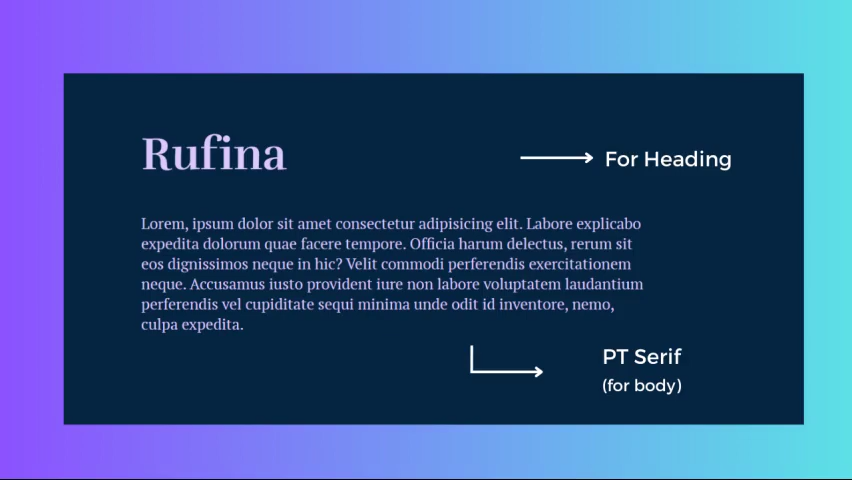 Rufina
For Heading
Lorem, ipsum dolor sit amet consectetur adipisicing elit. Labore explicabo
expedita dolorum quae facere tempore. Officia harum delectus, rerum sit
eos dignissimos neque in hic? Velit commodi perferendis exercitationem
neque. Accusamus iusto provident iure non labore voluptatem laudantium
perferendis vel cupiditate sequi minima unde odit id inventore, nemo,
culpa expedita.
PT Serif
(for body)